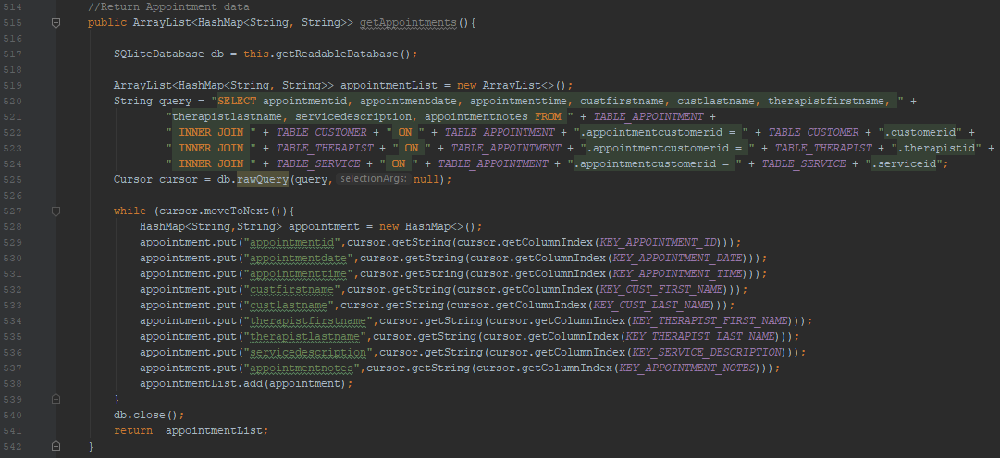 514 //Return Appointment data
515 public ArrayList<HashMap<String, String>> getAppointments(){
516
517 SQLiteDatabase db = this.getReadableDatabase();
518
519 ArrayList<HashMap<String, String>> appointmentList = new ArrayList<>();
520 String query = "SELECT appointmentid, appointmentdate, appointmenttime, custfirstname, custlastname, therapistfirstname, " +
521 "therapistlastname, servicedescription, appointmentnotes FROM " + TABLE_APPOINTMENT +
522 " INNER JOIN " + TABLE_CUSTOMER + " ON " + TABLE_APPOINTMENT + ".appointmentcustomerid = " + TABLE_CUSTOMER + ".customerid" +
523 " INNER JOIN " + TABLE_THERAPIST + " ON " + TABLE_APPOINTMENT + ".appointmentcustomerid = " + TABLE_THERAPIST + ".therapistid" +
524 " INNER JOIN " + TABLE_SERVICE + " ON " + TABLE_APPOINTMENT + ".appointmentcustomerid = " + TABLE_SERVICE + ".serviceid";
525 Cursor cursor = db.rawQuery(query, selectionArgs: null);
526
527 while (cursor.moveToNext()){
528 HashMap<String,String> appointment = new HashMap<>();
529 appointment.put("appointmentid",cursor.getString(cursor.getColumnIndex(KEY_APPOINTMENT_ID)));
530 appointment.put("appointmentdate",cursor.getString(cursor.getColumnIndex(KEY_APPOINTMENT_DATE)));
531 appointment.put("appointmenttime",cursor.getString(cursor.getColumnIndex(KEY_APPOINTMENT_TIME)));
532 appointment.put("custfirstname",cursor.getString(cursor.getColumnIndex(KEY_CUST_FIRST_NAME)));
533 appointment.put("custlastname",cursor.getString(cursor.getColumnIndex(KEY_CUST_LAST_NAME)));
534 appointment.put("therapistfirstname",cursor.getString(cursor.getColumnIndex(KEY_THERAPIST_FIRST_NAME)));
535 appointment.put("therapistlastname",cursor.getString(cursor.getColumnIndex(KEY_THERAPIST_LAST_NAME)));
536 appointment.put("servicedescription",cursor.getString(cursor.getColumnIndex(KEY_SERVICE_DESCRIPTION)));
537 appointment.put("appointmentnotes",cursor.getString(cursor.getColumnIndex(KEY_APPOINTMENT_NOTES)));
538 appointmentList.add(appointment);
539 }
540 db.close();
541 return appointmentList;
542 }